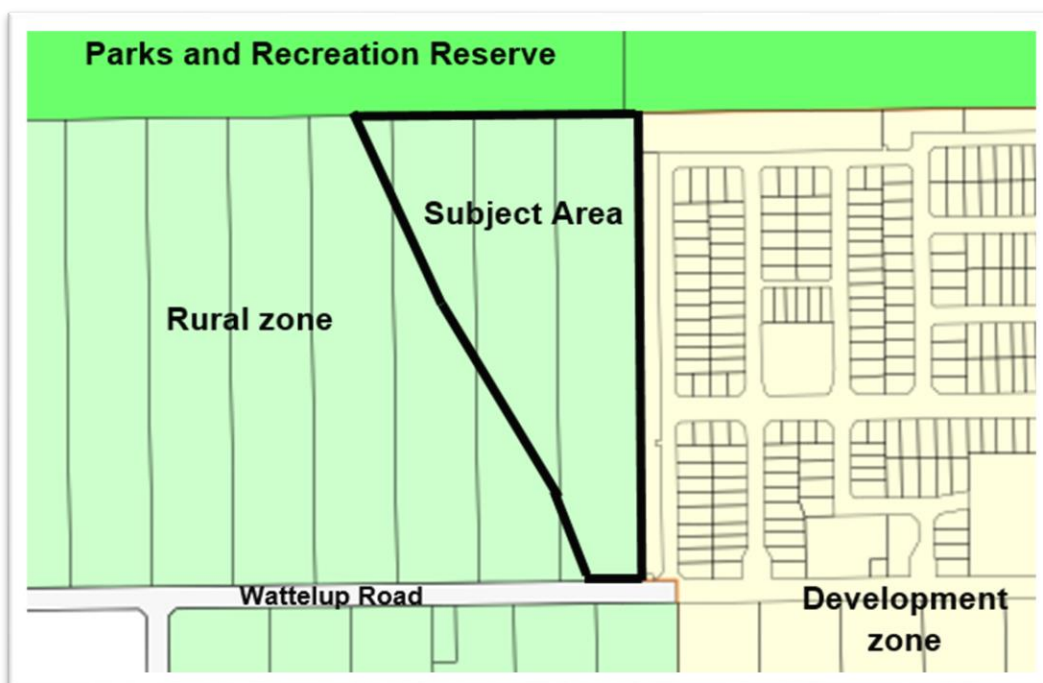 Parks and Recreation Reserve
Subject Area
Rural zone
Wattelup Road
Development
zone